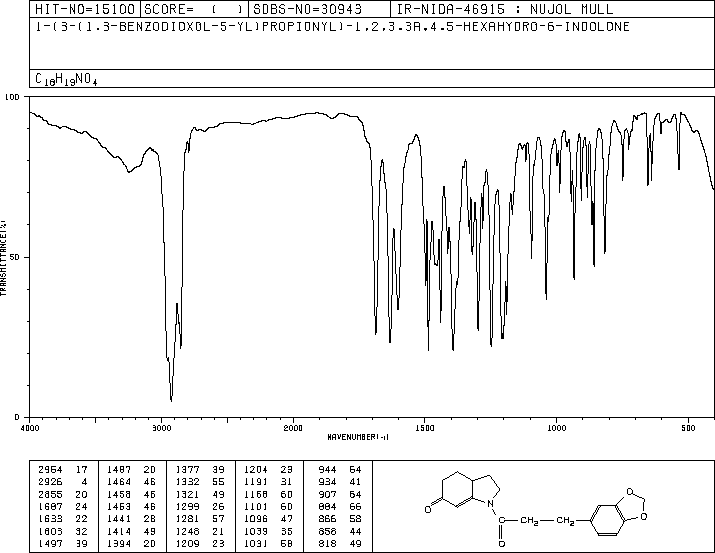 HIT-NO=15100 SCORE= ( ) SDBS-NO=30943 IR-NIDA-46915 : NUJOL MULL
1-(3-(1,3-BENZODIOXOL-5-YL)PROPIONYL)-1,2,3,3A,4,5-HEXAHYDRO-6-INDOLONE
C18H19NO4
100
50
TRANSMITTANCE(%)
0
4000 3000 2000 1500 1000 500
WAVENUMBER(-1)
2954 17 1487 20 1377 39 1204 23 944 64
2926 4 1464 46 1332 55 1191 31 934 41
2855 20 1458 46 1321 49 1168 60 907 64
1687 24 1453 46 1299 26 1101 60 884 66
1633 22 1441 28 1281 57 1096 47 866 58
1603 32 1414 49 1248 21 1039 35 858 44
1497 39 1394 20 1209 23 1031 58 818 49
O
N
C
O
CH2
CH2
O
O